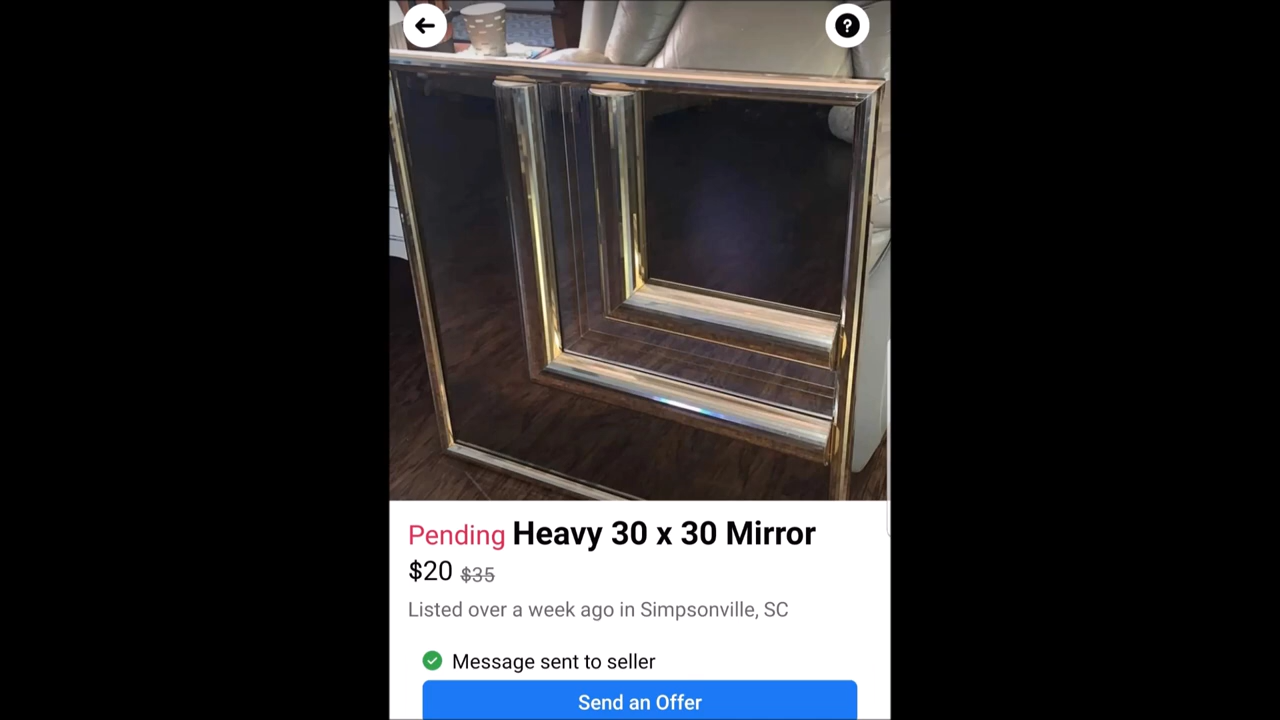 ?
Pending Heavy 30 x 30 Mirror
$20 $35
Listed over a week ago in Simpsonville, SC
Message sent to seller
Send an Offer